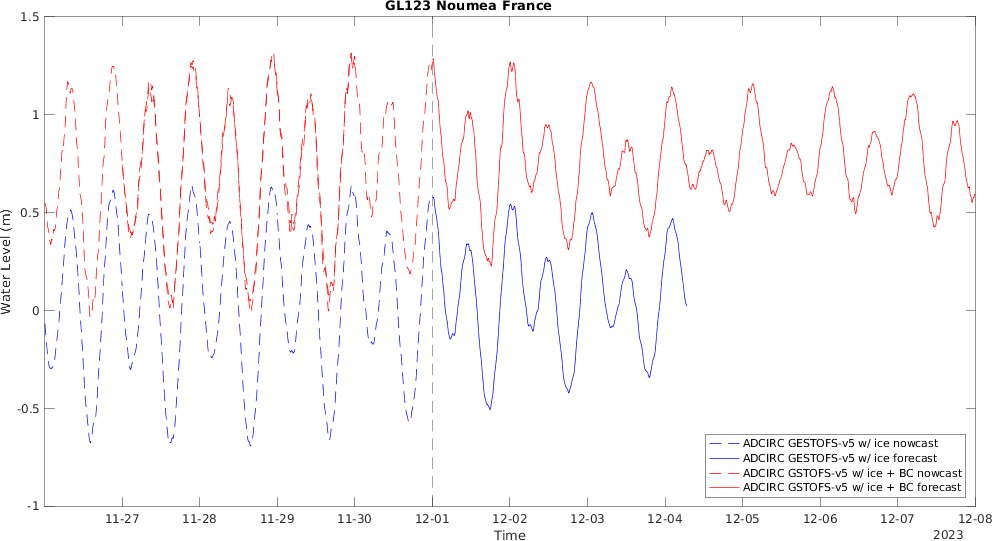 GL123 Noumea France
1.5
1
0.5
0
-0.5
-1
Water Level (m)
11-27 11-28 11-29 11-30 12-01 12-02 12-03 12-04 12-05 12-06 12-07 12-08
Time
2023
ADCIRC GESTOFS-v5 w/ ice nowcast
ADCIRC GESTOFS-v5 w/ ice forecast
ADCIRC GSTOFS-v5 w/ ice + BC nowcast
ADCIRC GSTOFS-v5 w/ ice + BC forecast